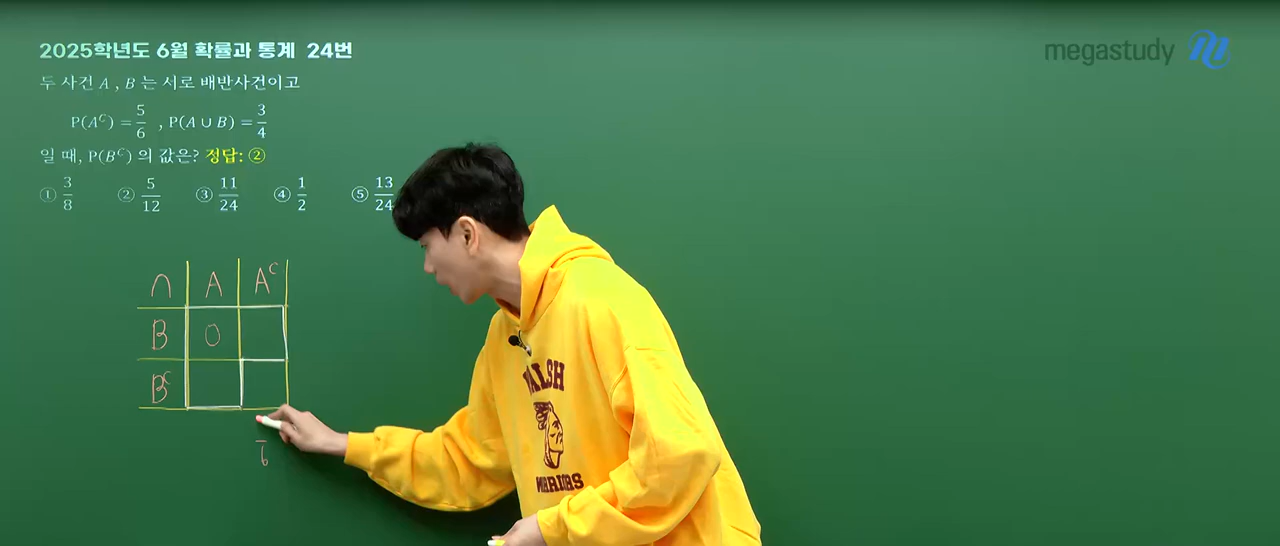 2025학년도 6월 확률과 통계 24번
megastudy
두 사건 A , B 는 서로 배반사건이고
P(A^C) = 5/6 , P(A ∪ B) = 3/4
일 때, P(B^C) 의 값은? 정답: ②
① 3/8 ② 5/12 ③ 11/24 ④ 1/2 ⑤ 13/24
∩ A A^C
B 0
B^C
6
WALSH
WARRIORS